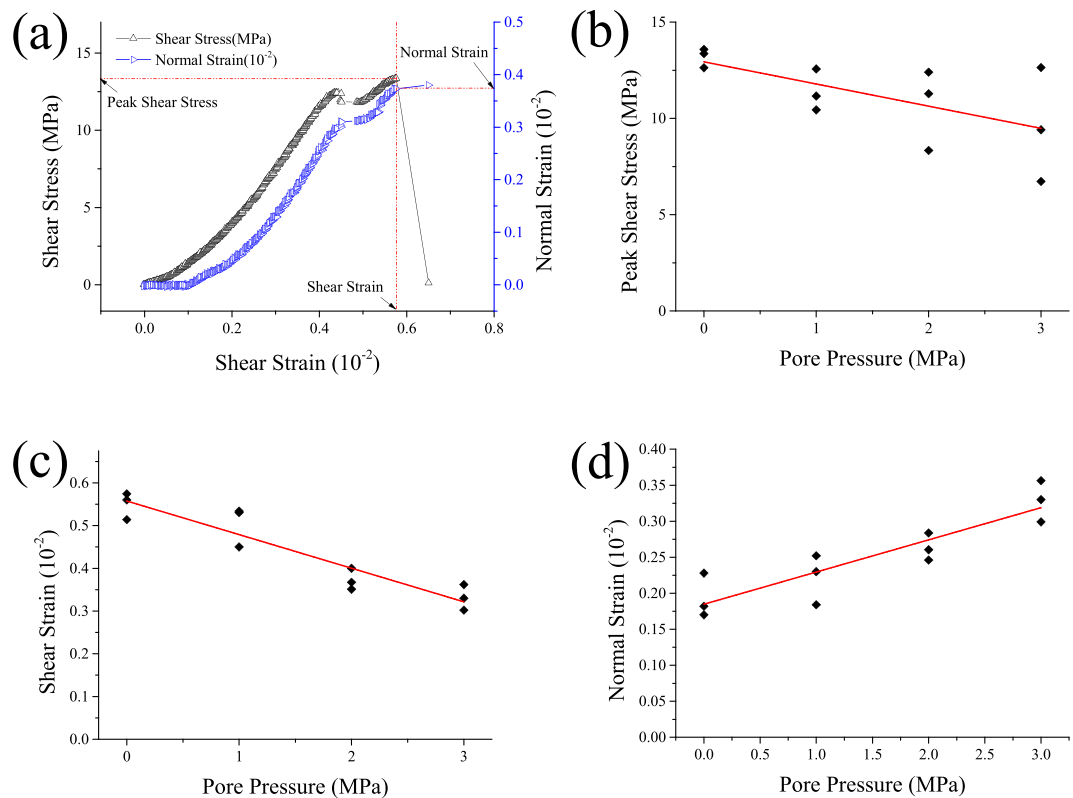 (a)
Shear Stress(MPa)
Normal Strain(10-2)
Normal Strain
Peak Shear Stress
Shear Strain
15
10
5
0
Shear Stress (MPa)
0.5
0.4
0.3
0.2
0.1
0.0
Normal Strain (10-2)
0.0 0.2 0.4 0.6 0.8
Shear Strain (10-2)
(b)
15
10
5
0
Peak Shear Stress (MPa)
0 1 2 3
Pore Pressure (MPa)
(c)
0.6
0.5
0.4
0.3
0.2
0.1
0.0
Shear Strain (10-2)
0 1 2 3
Pore Pressure (MPa)
(d)
0.40
0.35
0.30
0.25
0.20
0.15
0.10
0.05
0.00
Normal Strain (10-2)
0.0 0.5 1.0 1.5 2.0 2.5 3.0
Pore Pressure (MPa)